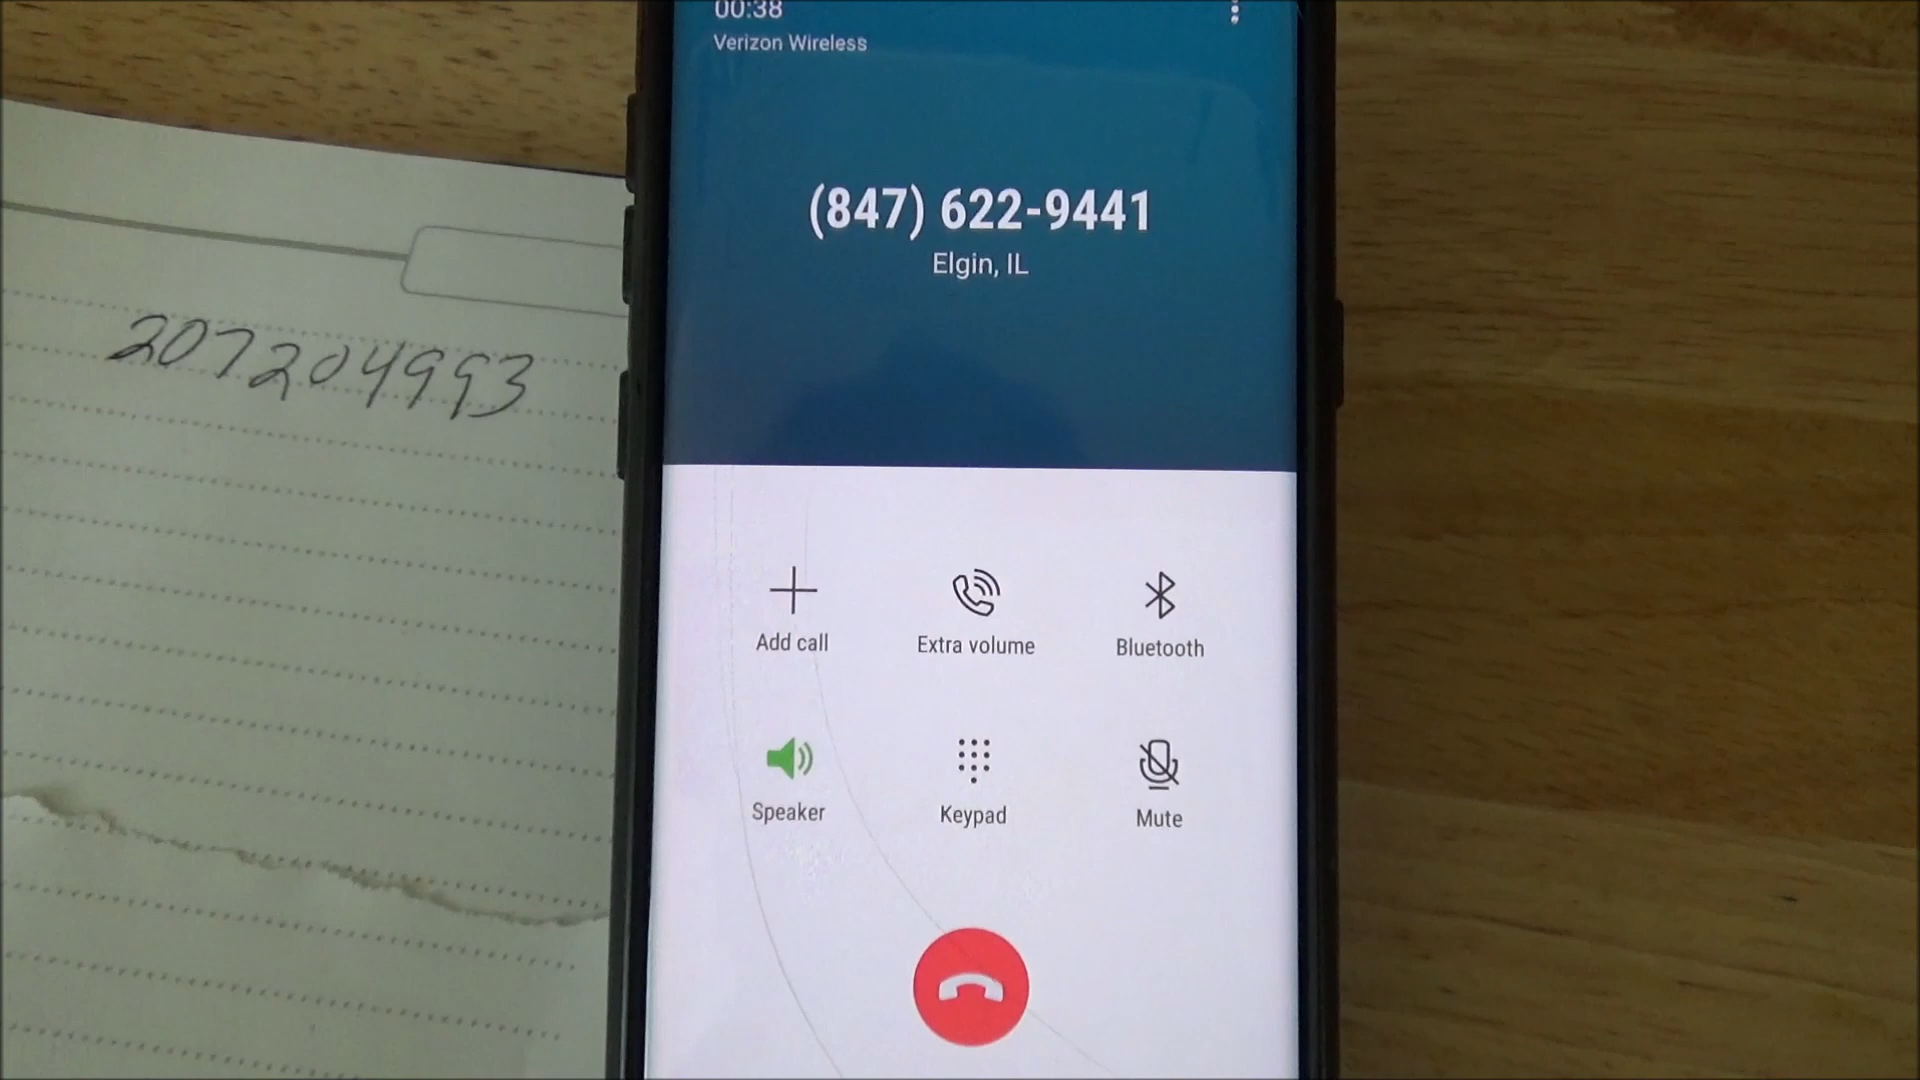 00:38
Verizon Wireless
(847) 622-9441
Elgin, IL
207204993
Add call
Extra volume
Bluetooth
Speaker
Keypad
Mute